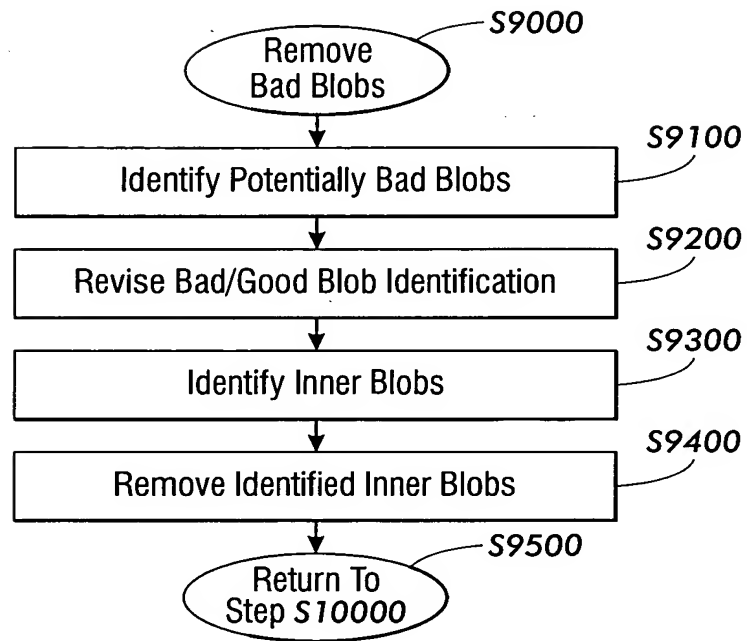 S9000
Remove
Bad Blobs
S9100
Identify Potentially Bad Blobs
S9200
Revise Bad/Good Blob Identification
S9300
Identify Inner Blobs
S9400
Remove Identified Inner Blobs
S9500
Return To
Step S10000